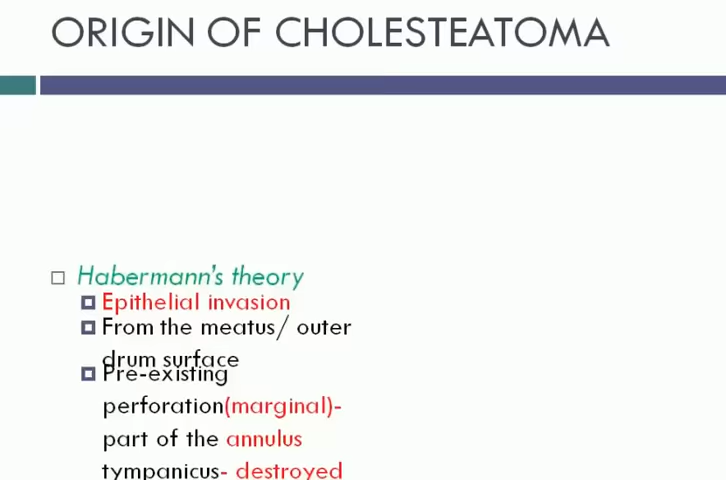 ORIGIN OF CHOLESTEATOMA
Habermann's theory
Epithelial invasion
From the meatus/ outer
drum surface
Pre-existing
perforation(marginal)-
part of the annulus
tympanicus- destroyed